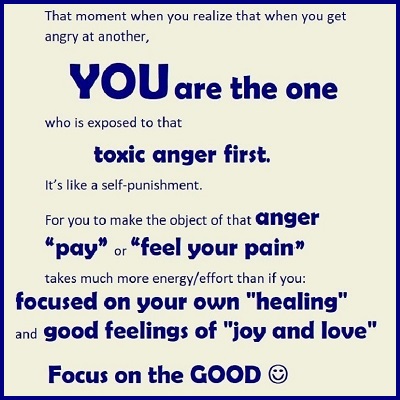 That moment when you realize that when you get
angry at another,
YOU are the one
who is exposed to that
toxic anger first.
It's like a self-punishment.
For you to make the object of that anger
“pay” or “feel your pain”
takes much more energy/effort than if you:
focused on your own "healing"
and good feelings of "joy and love"
Focus on the GOOD ☺